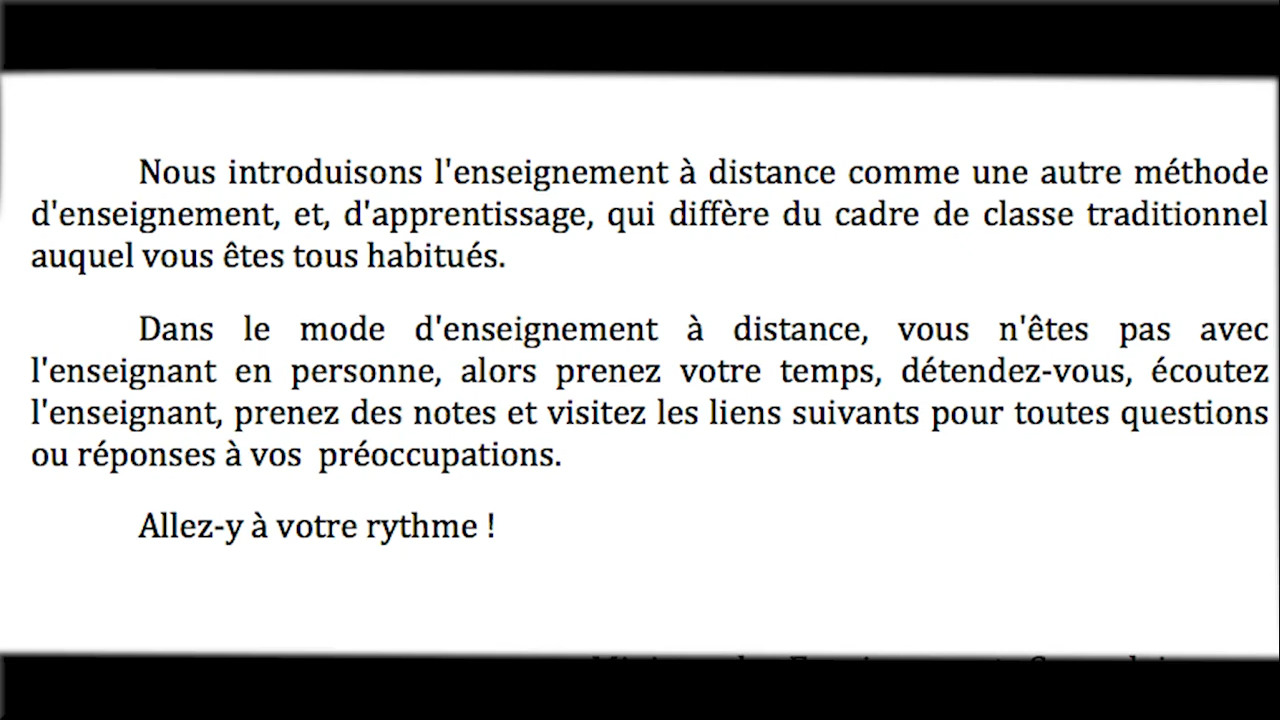 Nous introduisons l'enseignement à distance comme une autre méthode
d'enseignement, et, d'apprentissage, qui diffère du cadre de classe traditionnel
auquel vous êtes tous habitués.
Dans le mode d'enseignement à distance, vous n'êtes pas avec
l'enseignant en personne, alors prenez votre temps, détendez-vous, écoutez
l'enseignant, prenez des notes et visitez les liens suivants pour toutes questions
ou réponses à vos préoccupations.
Allez-y à votre rythme !